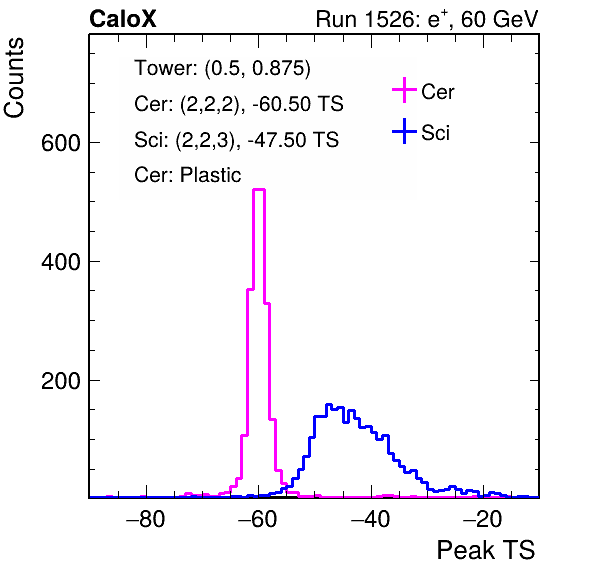 CaloX Run 1526: e+, 60 GeV
Counts
Tower: (0.5, 0.875)
Cer: (2,2,2), -60.50 TS
Sci: (2,2,3), -47.50 TS
Cer: Plastic
Cer
Sci
600
400
200
−80 −60 −40 −20
Peak TS